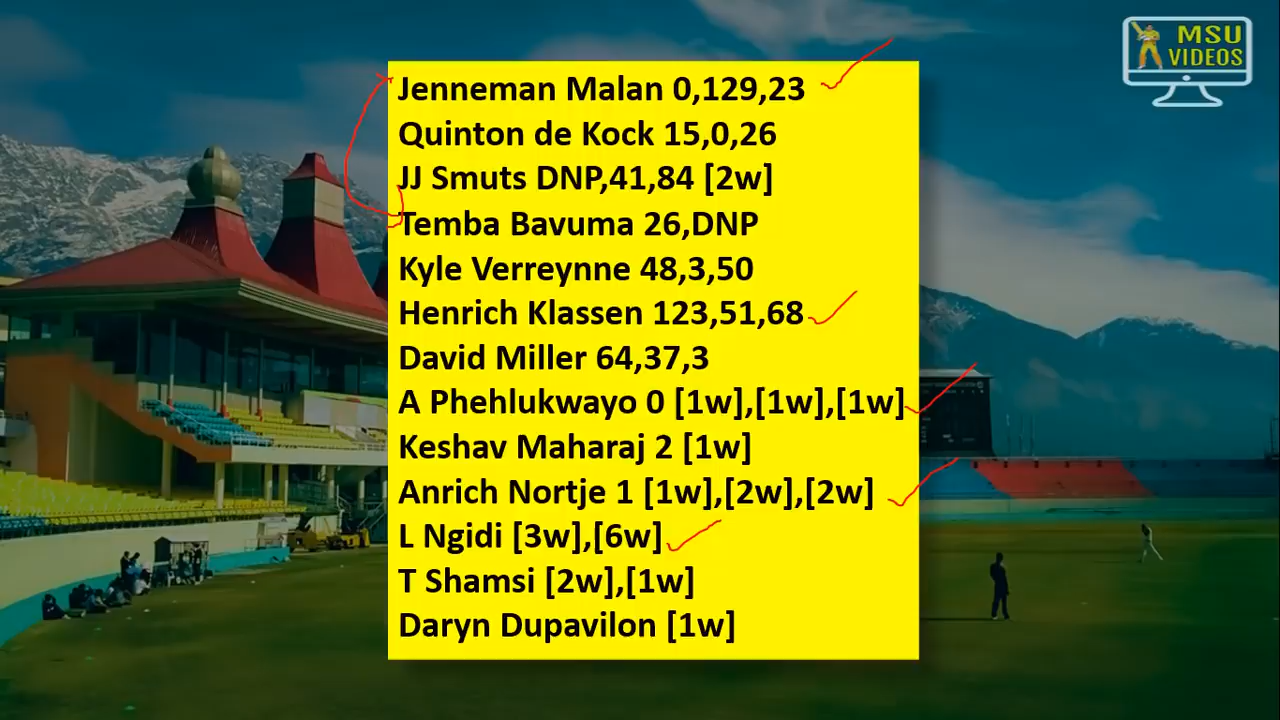 MSU
VIDEOS
Jenneman Malan 0,129,23
Quinton de Kock 15,0,26
JJ Smuts DNP,41,84 [2w]
Temba Bavuma 26,DNP
Kyle Verreynne 48,3,50
Henrich Klassen 123,51,68
David Miller 64,37,3
A Phehlukwayo 0 [1w],[1w],[1w]
Keshav Maharaj 2 [1w]
Anrich Nortje 1 [1w],[2w],[2w]
L Ngidi [3w],[6w]
T Shamsi [2w],[1w]
Daryn Dupavilon [1w]